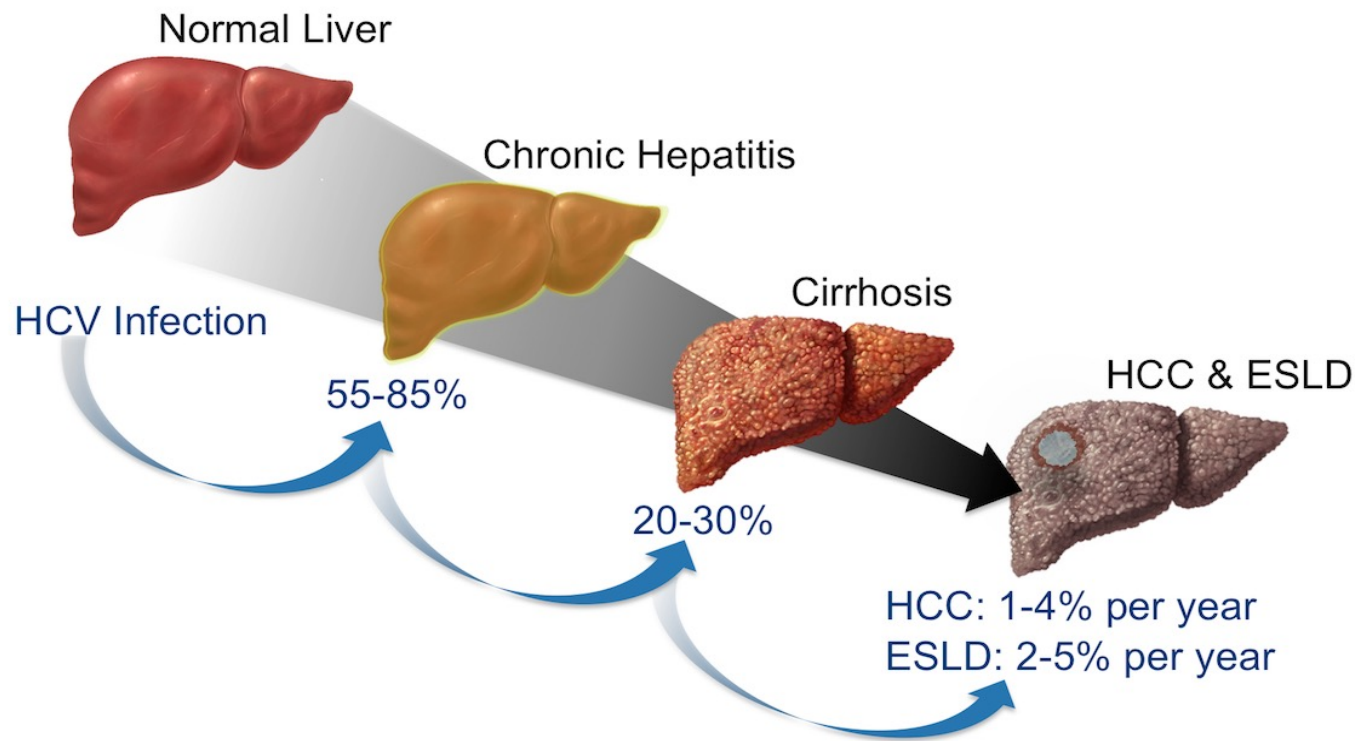 Normal Liver
Chronic Hepatitis
Cirrhosis
HCC & ESLD
HCV Infection
55-85%
20-30%
HCC: 1-4% per year
ESLD: 2-5% per year